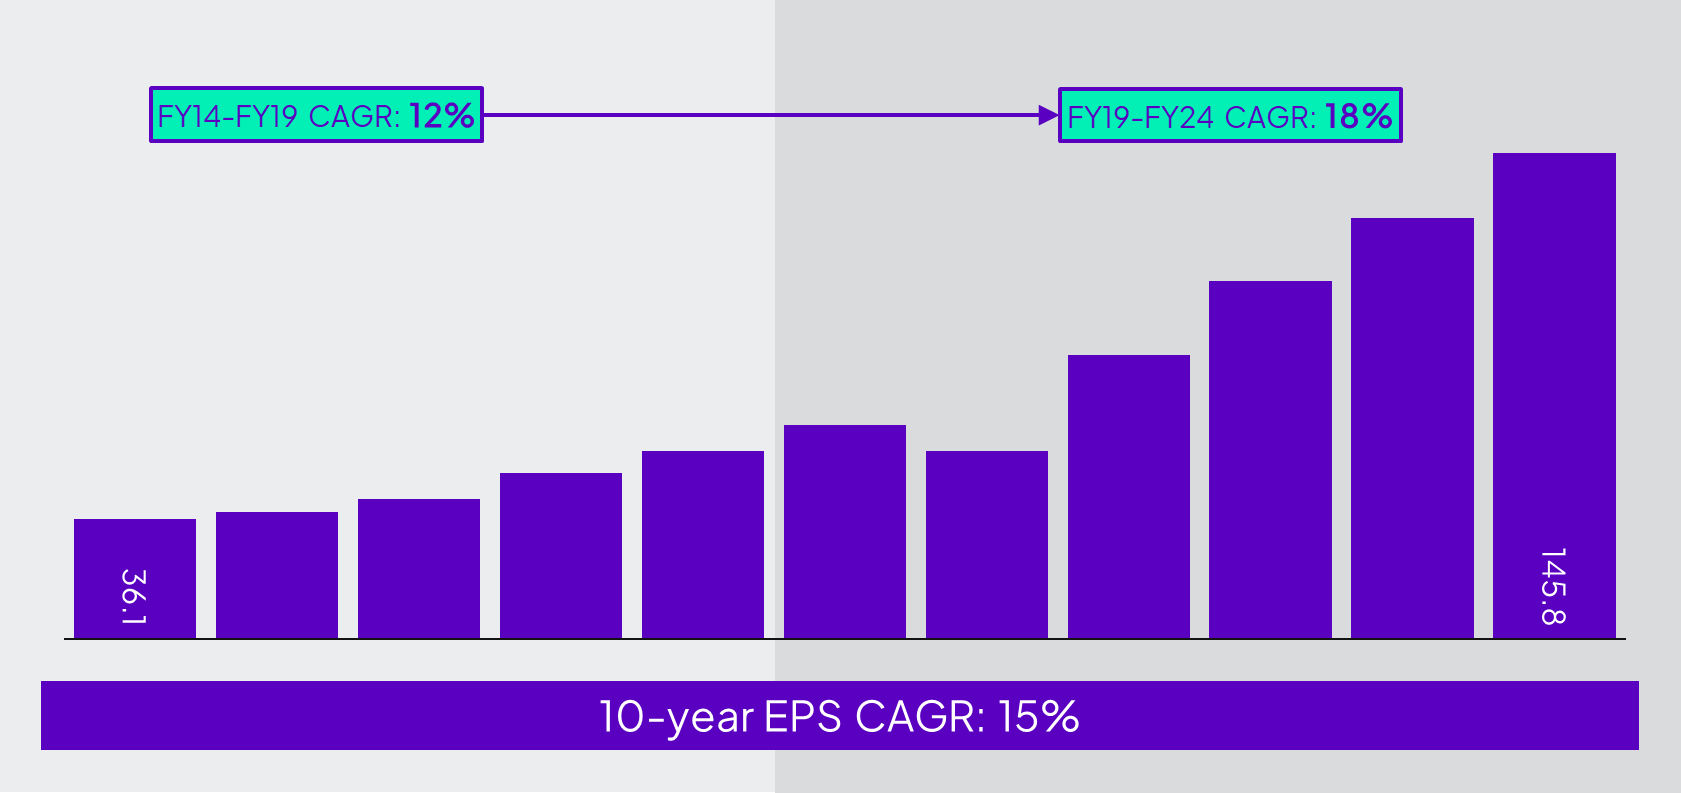 FY14-FY19 CAGR: 12%
FY19-FY24 CAGR: 18%
36.1
145.8
10-year EPS CAGR: 15%